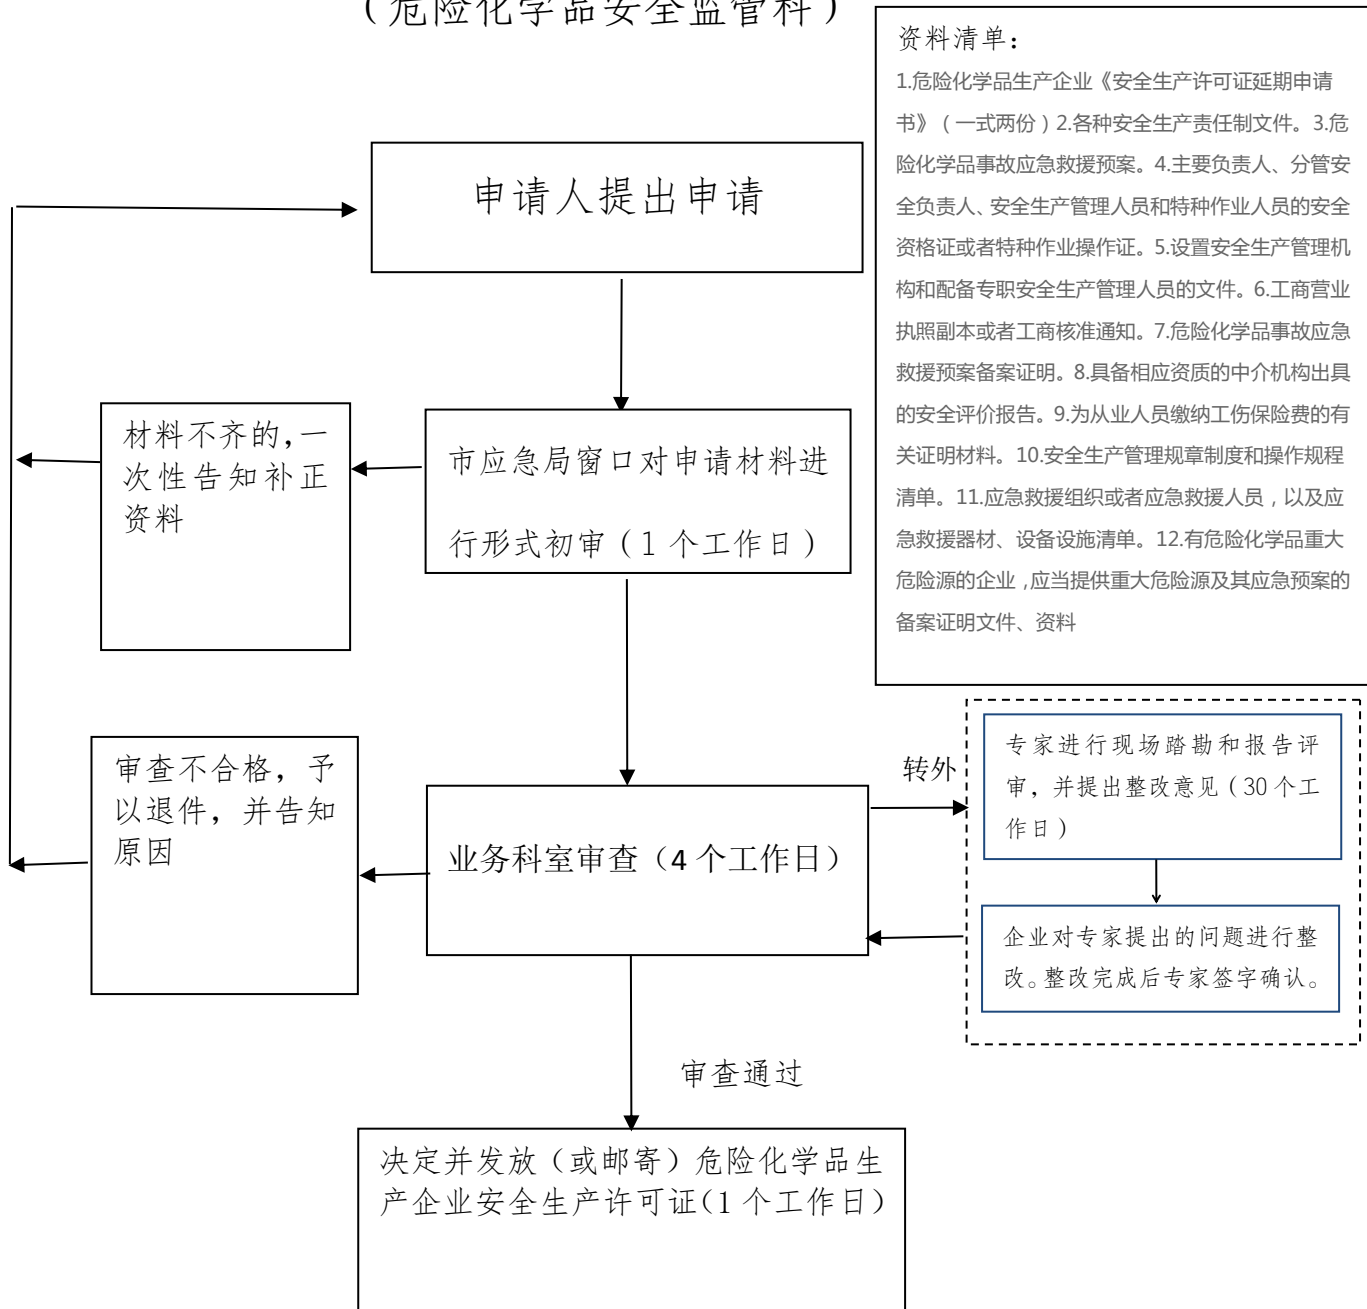 （危险化学品安全监管科）
资料清单：
1.危险化学品生产企业《安全生产许可证延期申请
书》（一式两份）2.各种安全生产责任制文件。3.危
险化学品事故应急救援预案。4.主要负责人、分管安
全负责人、安全生产管理人员和特种作业人员的安全
资格证或者特种作业操作证。5.设置安全生产管理机
构和配备专职安全生产管理人员的文件。6.工商营业
执照副本或者工商核准通知。7.危险化学品事故应急
救援预案备案证明。8.具备相应资质的中介机构出具
的安全评价报告。9.为从业人员缴纳工伤保险费的有
关证明材料。10.安全生产管理规章制度和操作规程
清单。11.应急救援组织或者应急救援人员，以及应
急救援器材、设备设施清单。12.有危险化学品重大
危险源的企业，应当提供重大危险源及其应急预案的
备案证明文件、资料
申请人提出申请
材料不齐的，一
次性告知补正
资料
市应急局窗口对申请材料进
行形式初审（1 个工作日）
审查不合格，予
以退件，并告知
原因
业务科室审查（4 个工作日）
转外
专家进行现场踏勘和报告评
审，并提出整改意见（30 个工
作日）
企业对专家提出的问题进行整
改。整改完成后专家签字确认。
审查通过
决定并发放（或邮寄）危险化学品生
产企业安全生产许可证（1 个工作日）